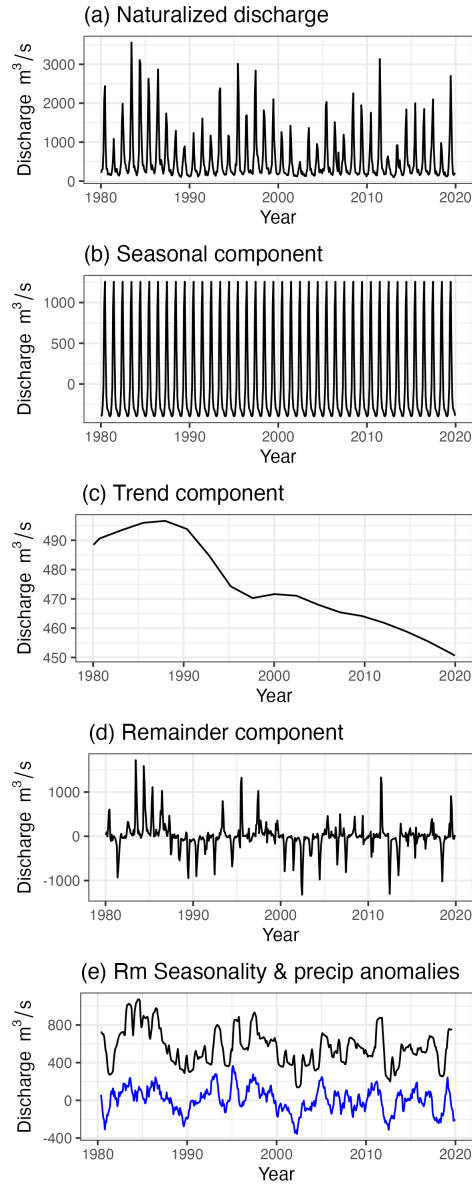 (a) Naturalized discharge
Discharge m³/s
3000
2000
1000
0
1980 1990 2000 2010 2020
Year
(b) Seasonal component
Discharge m³/s
1000
500
0
1980 1990 2000 2010 2020
Year
(c) Trend component
Discharge m³/s
490
480
470
460
450
1980 1990 2000 2010 2020
Year
(d) Remainder component
Discharge m³/s
1000
0
-1000
1980 1990 2000 2010 2020
Year
(e) Rm Seasonality & precip anomalies
Discharge m³/s
800
400
0
-400
1980 1990 2000 2010 2020
Year